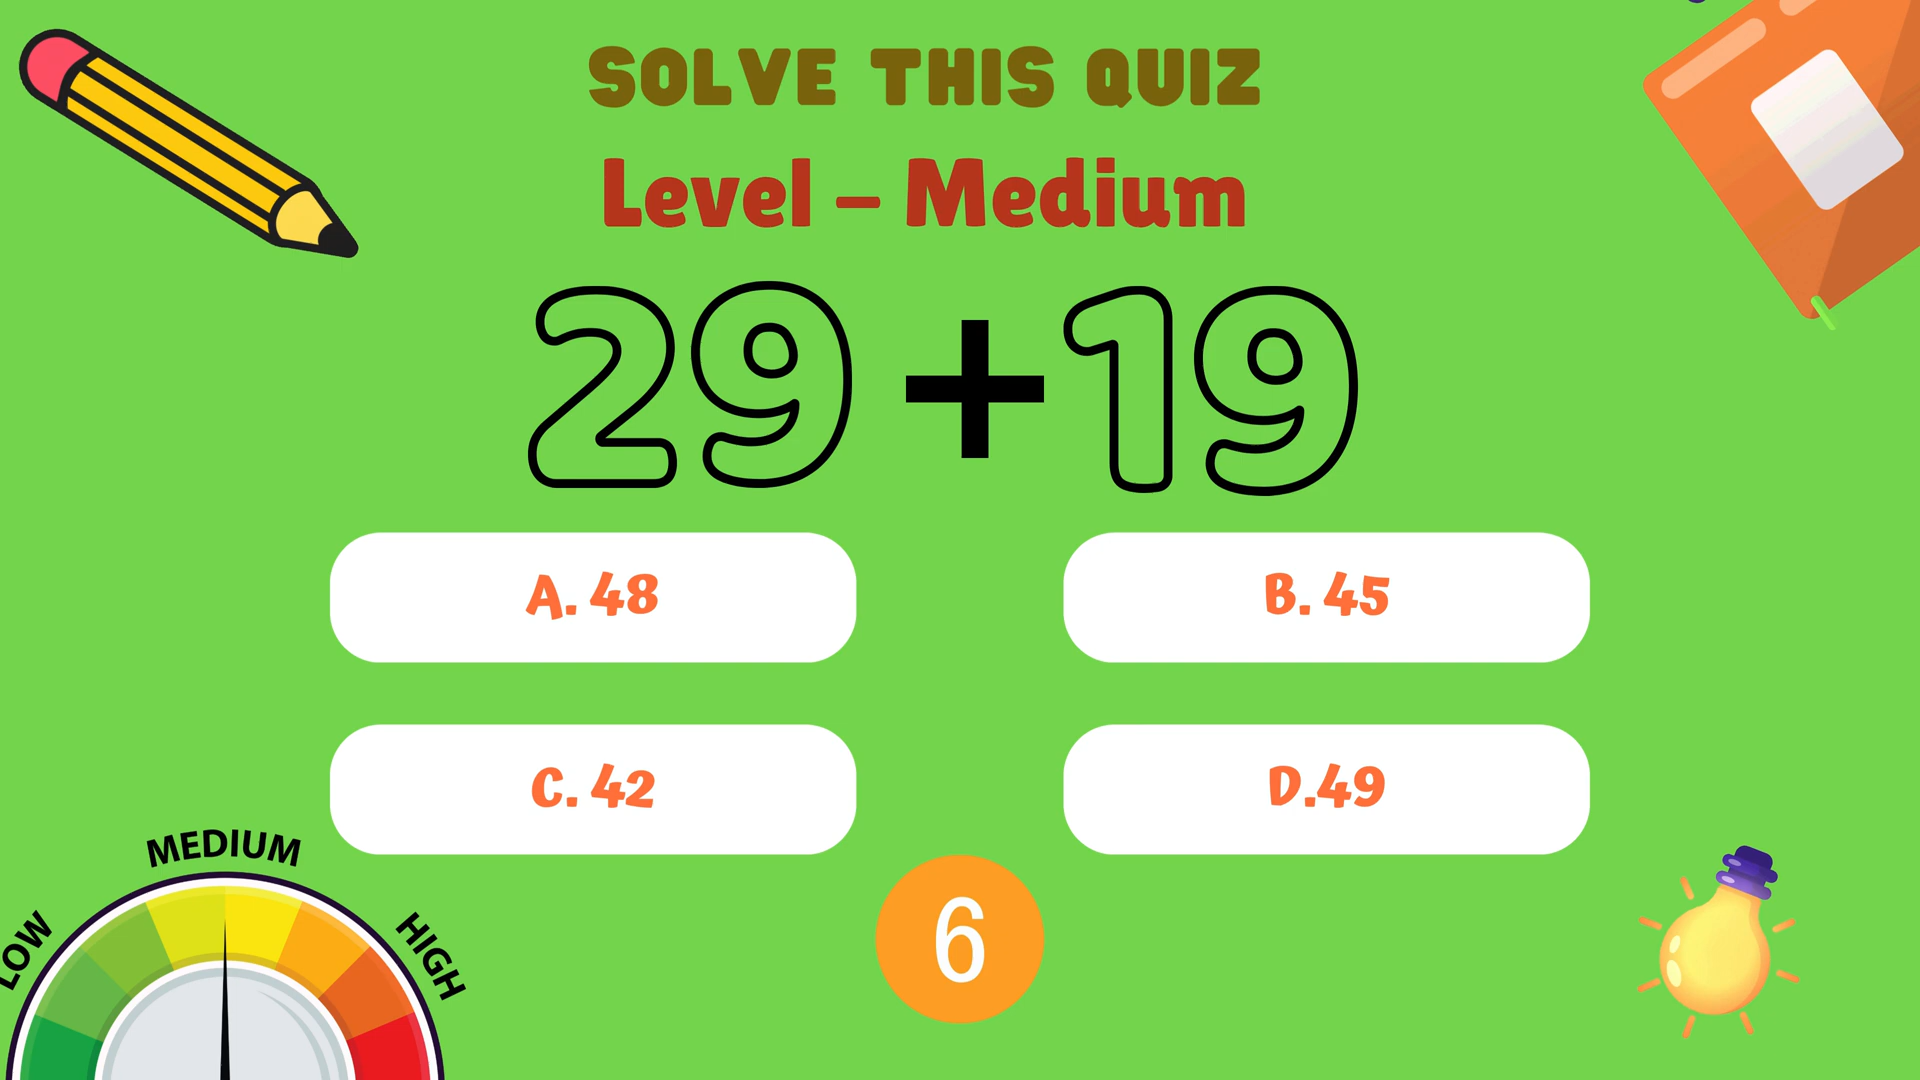 SOLVE THIS QUIZ
Level - Medium
29 + 19
A. 48
B. 45
C. 42
D.49
LOW
MEDIUM
HIGH
6